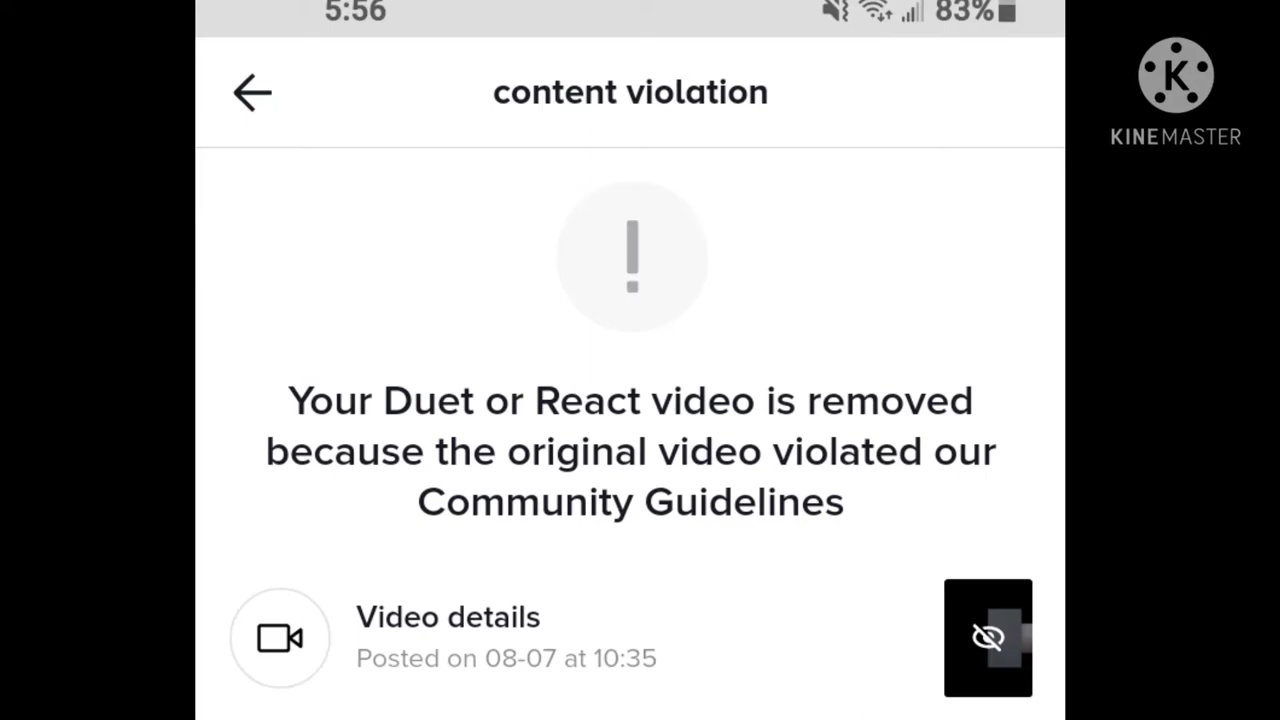 5:56
83%
content violation
K
KINEMASTER
Your Duet or React video is removed
because the original video violated our
Community Guidelines
Video details
Posted on 08-07 at 10:35